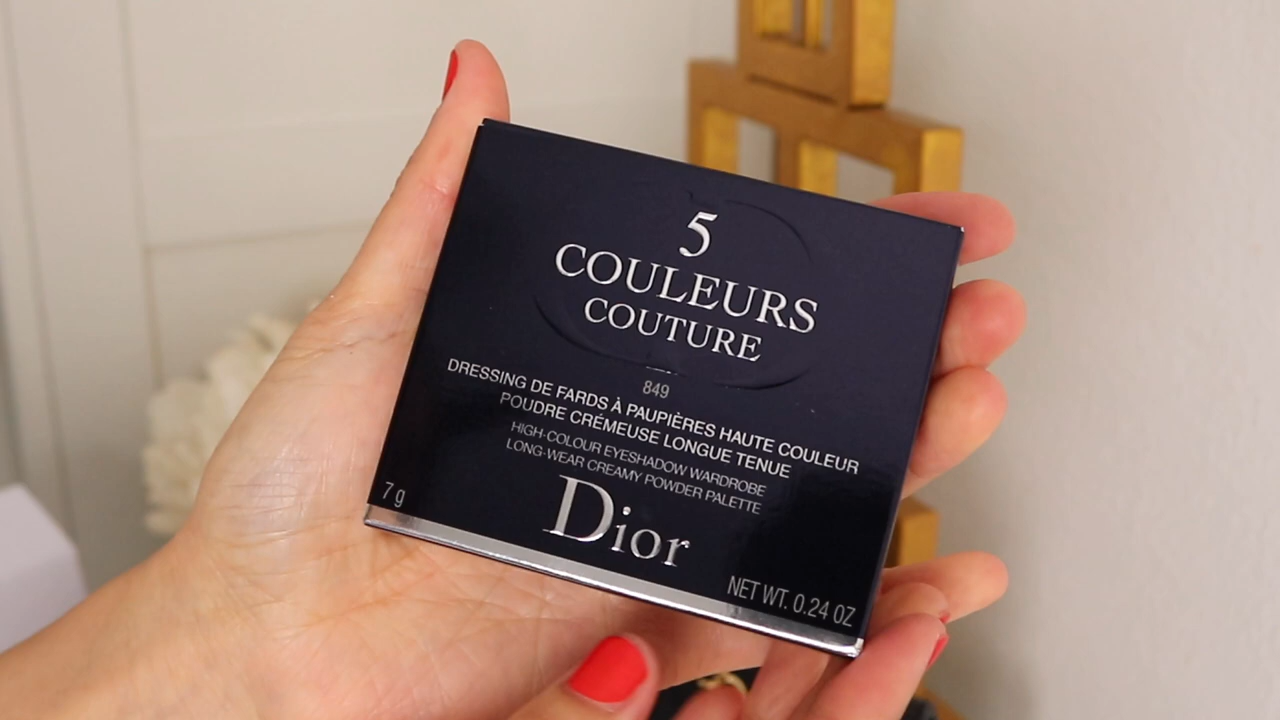 5
COULEURS
COUTURE
849
DRESSING DE FARDS À PAUPIÈRES HAUTE COULEUR
POUDRE CRÉMEUSE LONGUE TENUE
HIGH-COLOUR EYESHADOW WARDROBE
LONG-WEAR CREAMY POWDER PALETTE
7 g
Dior
NET WT. 0.24 OZ